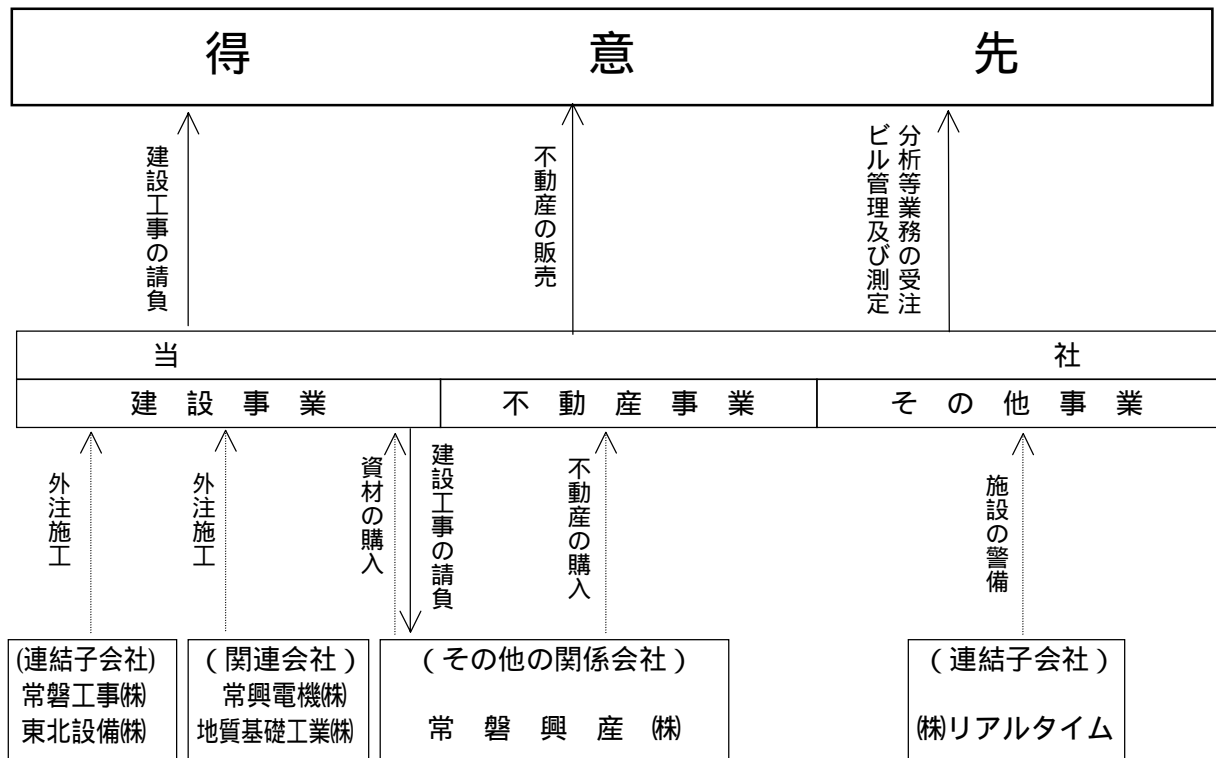 得意先
建設工事の請負
不動産の販売
分析等業務の受注
ビル管理及び測定
当社
建設事業
不動産事業
その他事業
外注施工
外注施工
資材の購入
建設工事の請負
不動産の購入
施設の警備
(連結子会社)
常磐工事㈱
東北設備㈱
(関連会社)
常興電機㈱
地質基礎工業㈱
(その他の関係会社)
常磐興産㈱
(連結子会社)
㈱リアルタイム